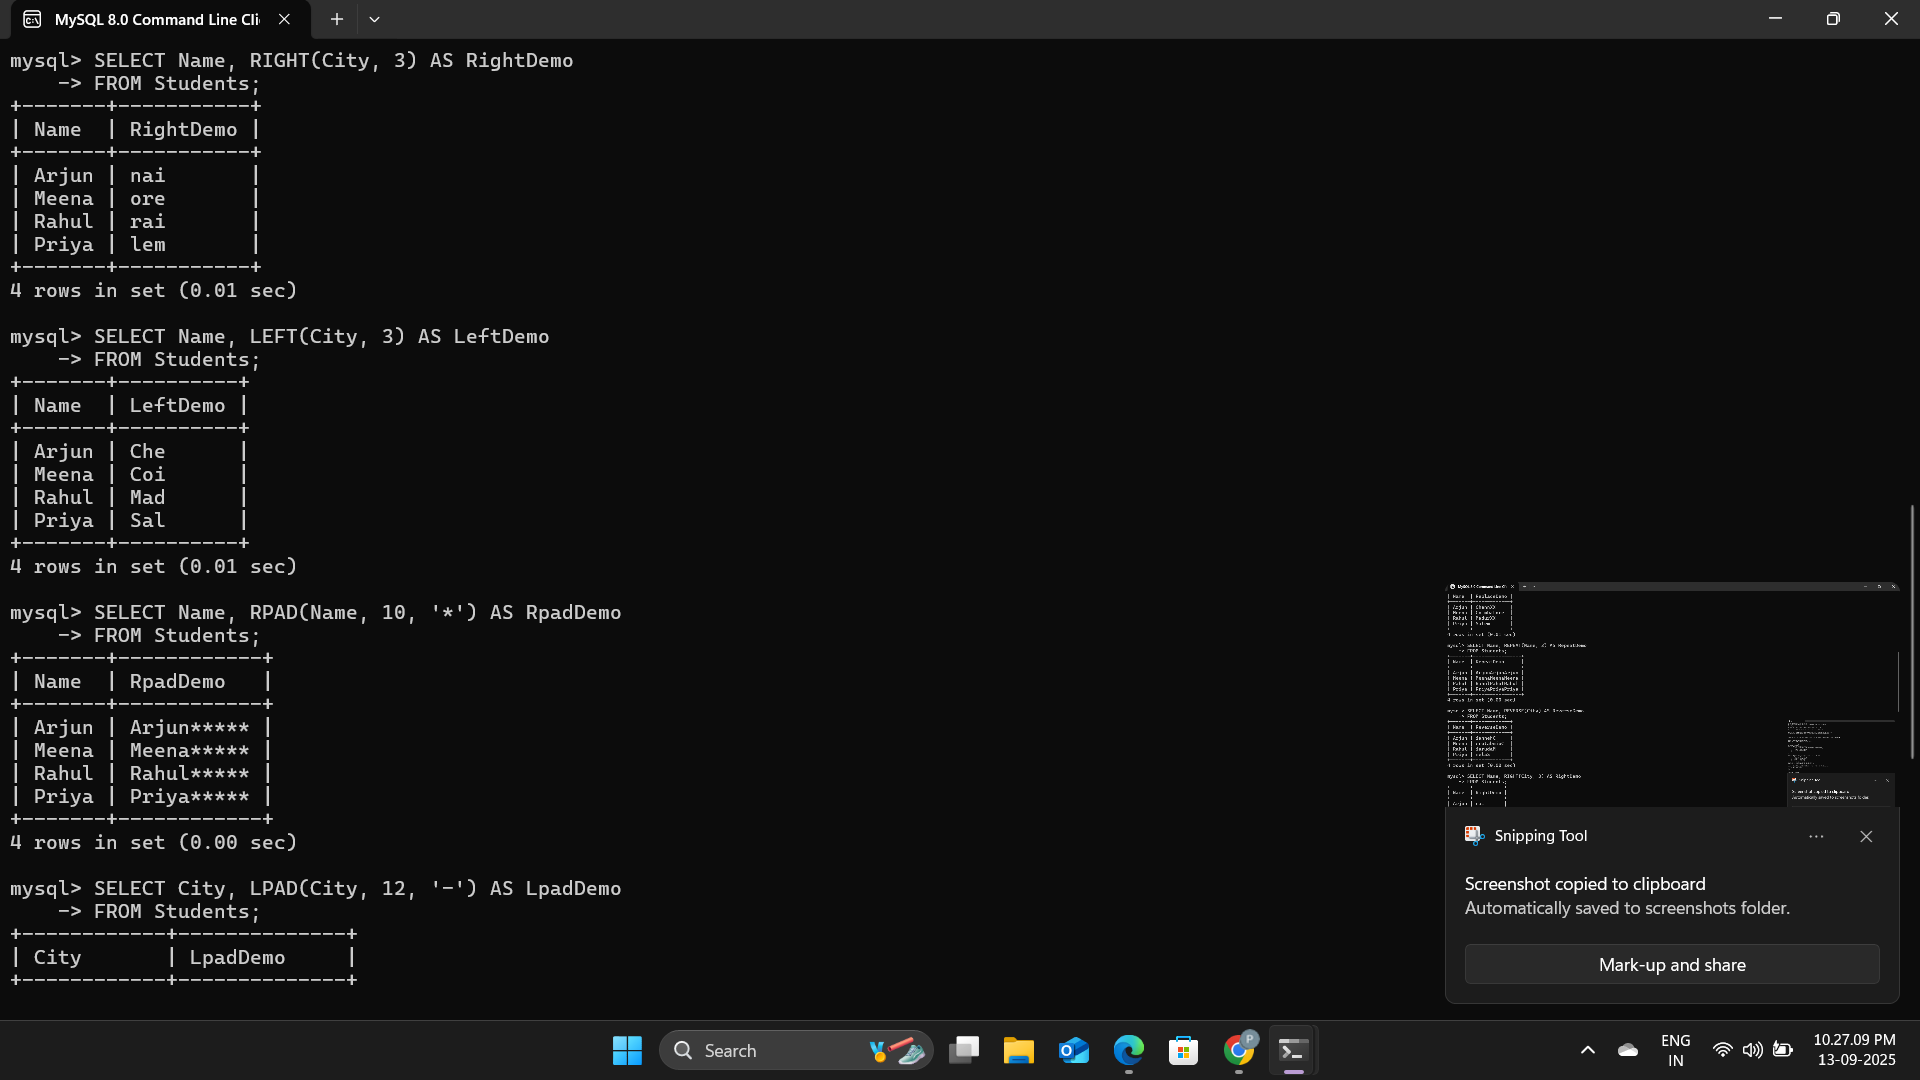 MySQL 8.0 Command Line Cli
mysql> SELECT Name, RIGHT(City, 3) AS RightDemo
    -> FROM Students;
+-------+-----------+
| Name  | RightDemo |
+-------+-----------+
| Arjun | nai       |
| Meena | ore       |
| Rahul | rai       |
| Priya | lem       |
+-------+-----------+
4 rows in set (0.01 sec)
mysql> SELECT Name, LEFT(City, 3) AS LeftDemo
    -> FROM Students;
+-------+----------+
| Name  | LeftDemo |
+-------+----------+
| Arjun | Che      |
| Meena | Coi      |
| Rahul | Mad      |
| Priya | Sal      |
+-------+----------+
4 rows in set (0.01 sec)
mysql> SELECT Name, RPAD(Name, 10, '*') AS RpadDemo
    -> FROM Students;
+-------+------------+
| Name  | RpadDemo   |
+-------+------------+
| Arjun | Arjun***** |
| Meena | Meena***** |
| Rahul | Rahul***** |
| Priya | Priya***** |
+-------+------------+
4 rows in set (0.00 sec)
mysql> SELECT City, LPAD(City, 12, '-') AS LpadDemo
    -> FROM Students;
+------------+--------------+
| City       | LpadDemo     |
+------------+--------------+
Snipping Tool
Screenshot copied to clipboard
Automatically saved to screenshots folder.
Mark-up and share
Search
P
ENG
IN
10.27.09 PM
13-09-2025